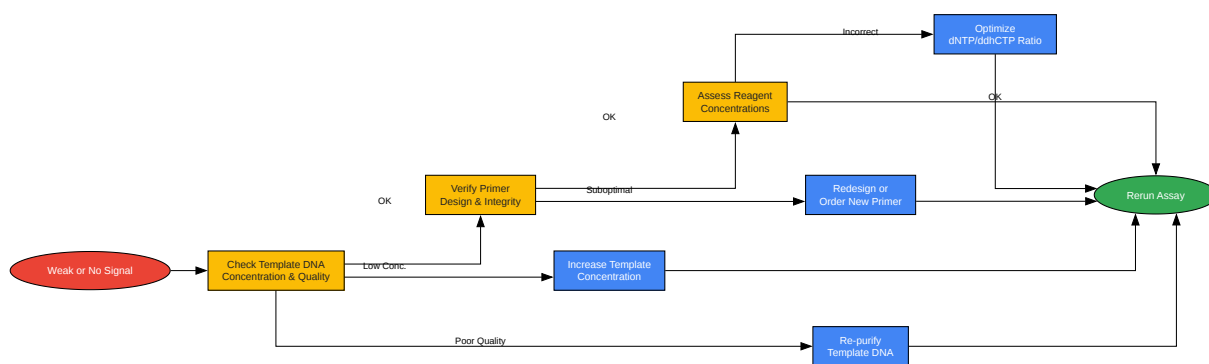 Incorrect
Optimize
dNTP/ddhCTP Ratio
Assess Reagent
Concentrations
OK
OK
Verify Primer
Design & Integrity
Suboptimal
Redesign or
Order New Primer
Rerun Assay
OK
Weak or No Signal
Check Template DNA
Concentration & Quality
Low Conc.
Increase Template
Concentration
Poor Quality
Re-purify
Template DNA